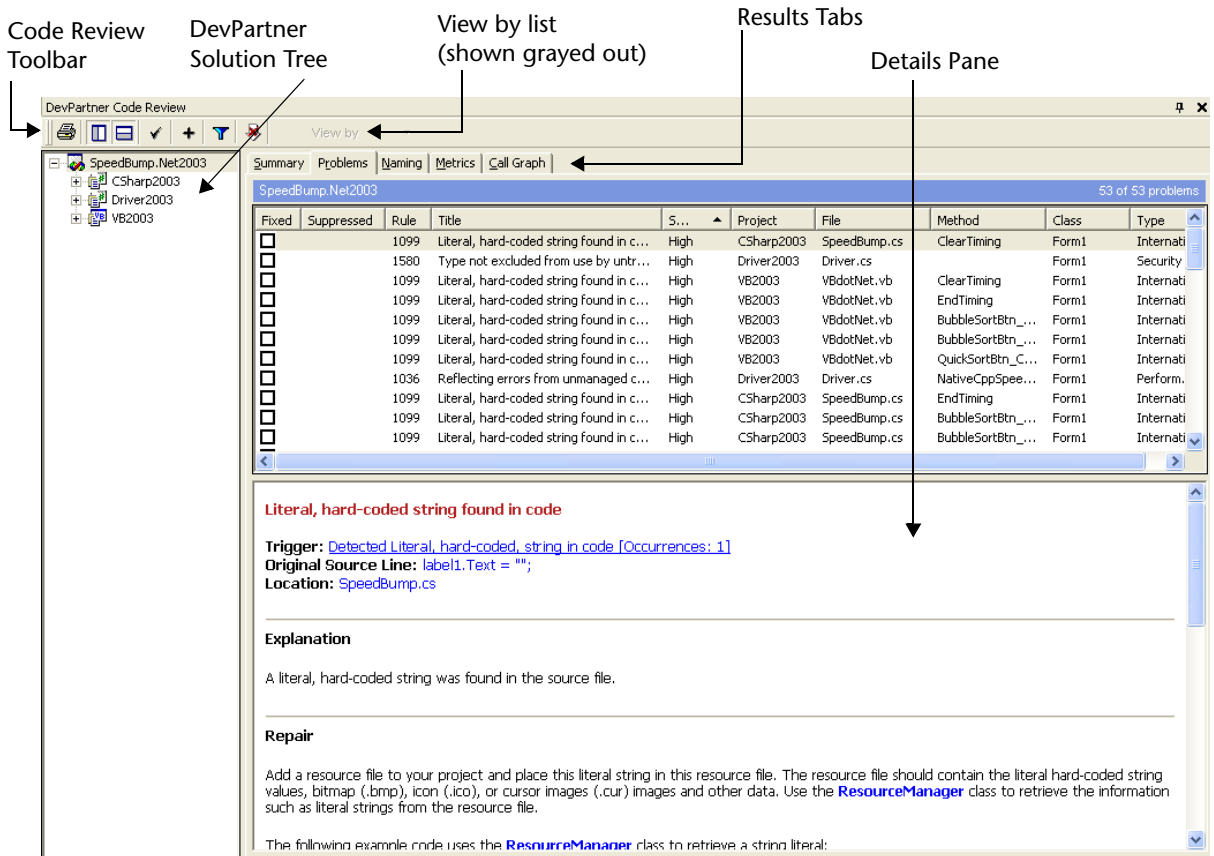 Code Review
Toolbar
DevPartner
Solution Tree
View by list
(shown grayed out)
Results Tabs
Details Pane
DevPartner Code Review
View by
SpeedBump.Net2003
CSharp2003
Driver2003
VB2003
Summary Problems Naming Metrics Call Graph
SpeedBump.Net2003 53 of 53 problems
Fixed Suppressed Rule Title S... Project File Method Class Type
1099 Literal, hard-coded string found in c... High CSharp2003 SpeedBump.cs ClearTiming Form1 Internati
1580 Type not excluded from use by untr... High Driver2003 Driver.cs Form1 Security
1099 Literal, hard-coded string found in c... High VB2003 VBdotNet.vb ClearTiming Form1 Internati
1099 Literal, hard-coded string found in c... High VB2003 VBdotNet.vb EndTiming Form1 Internati
1099 Literal, hard-coded string found in c... High VB2003 VBdotNet.vb BubbleSortBtn_... Form1 Internati
1099 Literal, hard-coded string found in c... High VB2003 VBdotNet.vb BubbleSortBtn_... Form1 Internati
1099 Literal, hard-coded string found in c... High VB2003 VBdotNet.vb QuickSortBtn_C... Form1 Internati
1036 Reflecting errors from unmanaged c... High Driver2003 Driver.cs NativeCppSpee... Form1 Perform.
1099 Literal, hard-coded string found in c... High CSharp2003 SpeedBump.cs EndTiming Form1 Internati
1099 Literal, hard-coded string found in c... High CSharp2003 SpeedBump.cs BubbleSortBtn_... Form1 Internati
1099 Literal, hard-coded string found in c... High CSharp2003 SpeedBump.cs BubbleSortBtn_... Form1 Internati
Literal, hard-coded string found in code
Trigger: Detected Literal, hard-coded, string in code [Occurrences: 1]
Original Source Line: label1.Text = "";
Location: SpeedBump.cs
Explanation
A literal, hard-coded string was found in the source file.
Repair
Add a resource file to your project and place this literal string in this resource file. The resource file should contain the literal hard-coded string
values, bitmap (.bmp), icon (.ico), or cursor images (.cur) images and other data. Use the ResourceManager class to retrieve the information
such as literal strings from the resource file.
The following example code uses the ResourceManager class to retrieve a string literal: